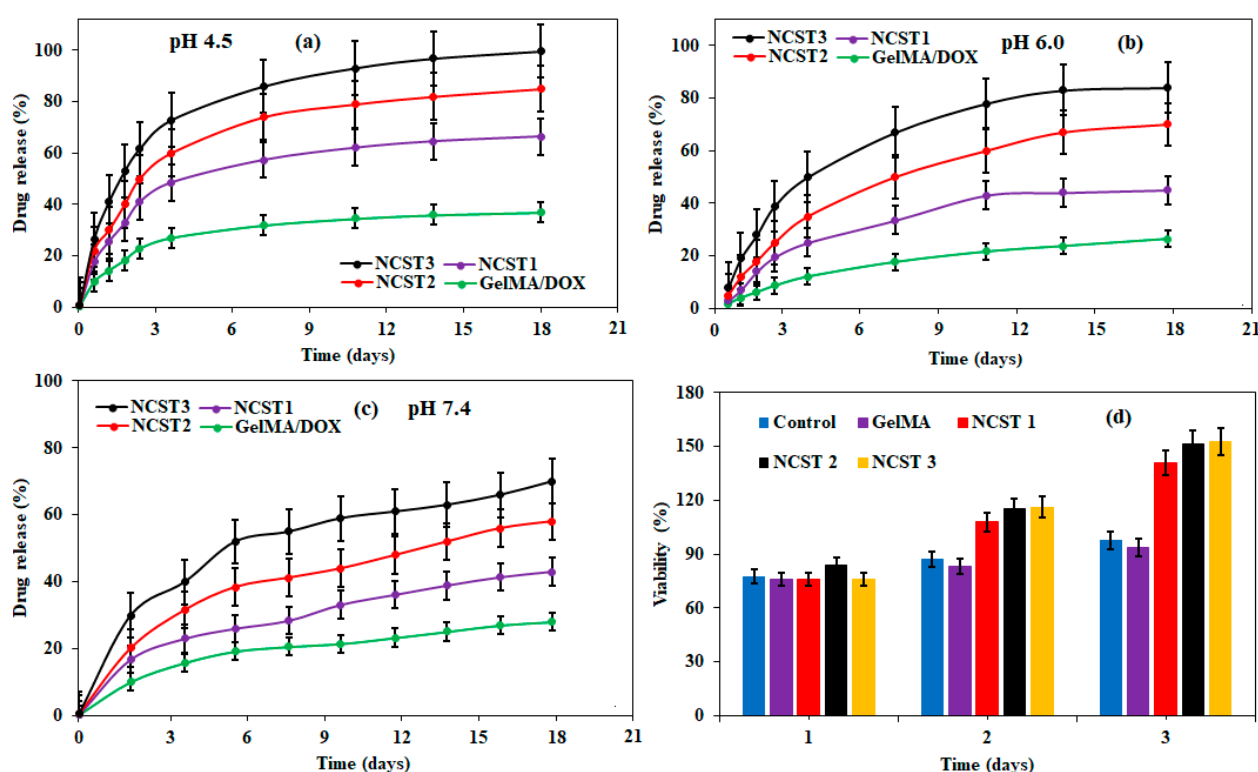 pH 4.5 (a)
Drug release (%)
100
80
60
40
20
0
NCST3 NCST1
NCST2 GelMA/DOX
0 3 6 9 12 15 18 21
Time (days)
NCST3 NCST1 pH 6.0 (b)
NCST2 GelMA/DOX
Drug release (%)
100
80
60
40
20
0
0 3 6 9 12 15 18 21
Time (days)
NCST3 NCST1 (c) pH 7.4
NCST2 GelMA/DOX
Drug release (%)
100
80
60
40
20
0
0 3 6 9 12 15 18 21
Time (days)
Control GelMA NCST 1 (d)
NCST 2 NCST 3
Viability (%)
180
150
120
90
60
30
0
1 2 3
Time (days)